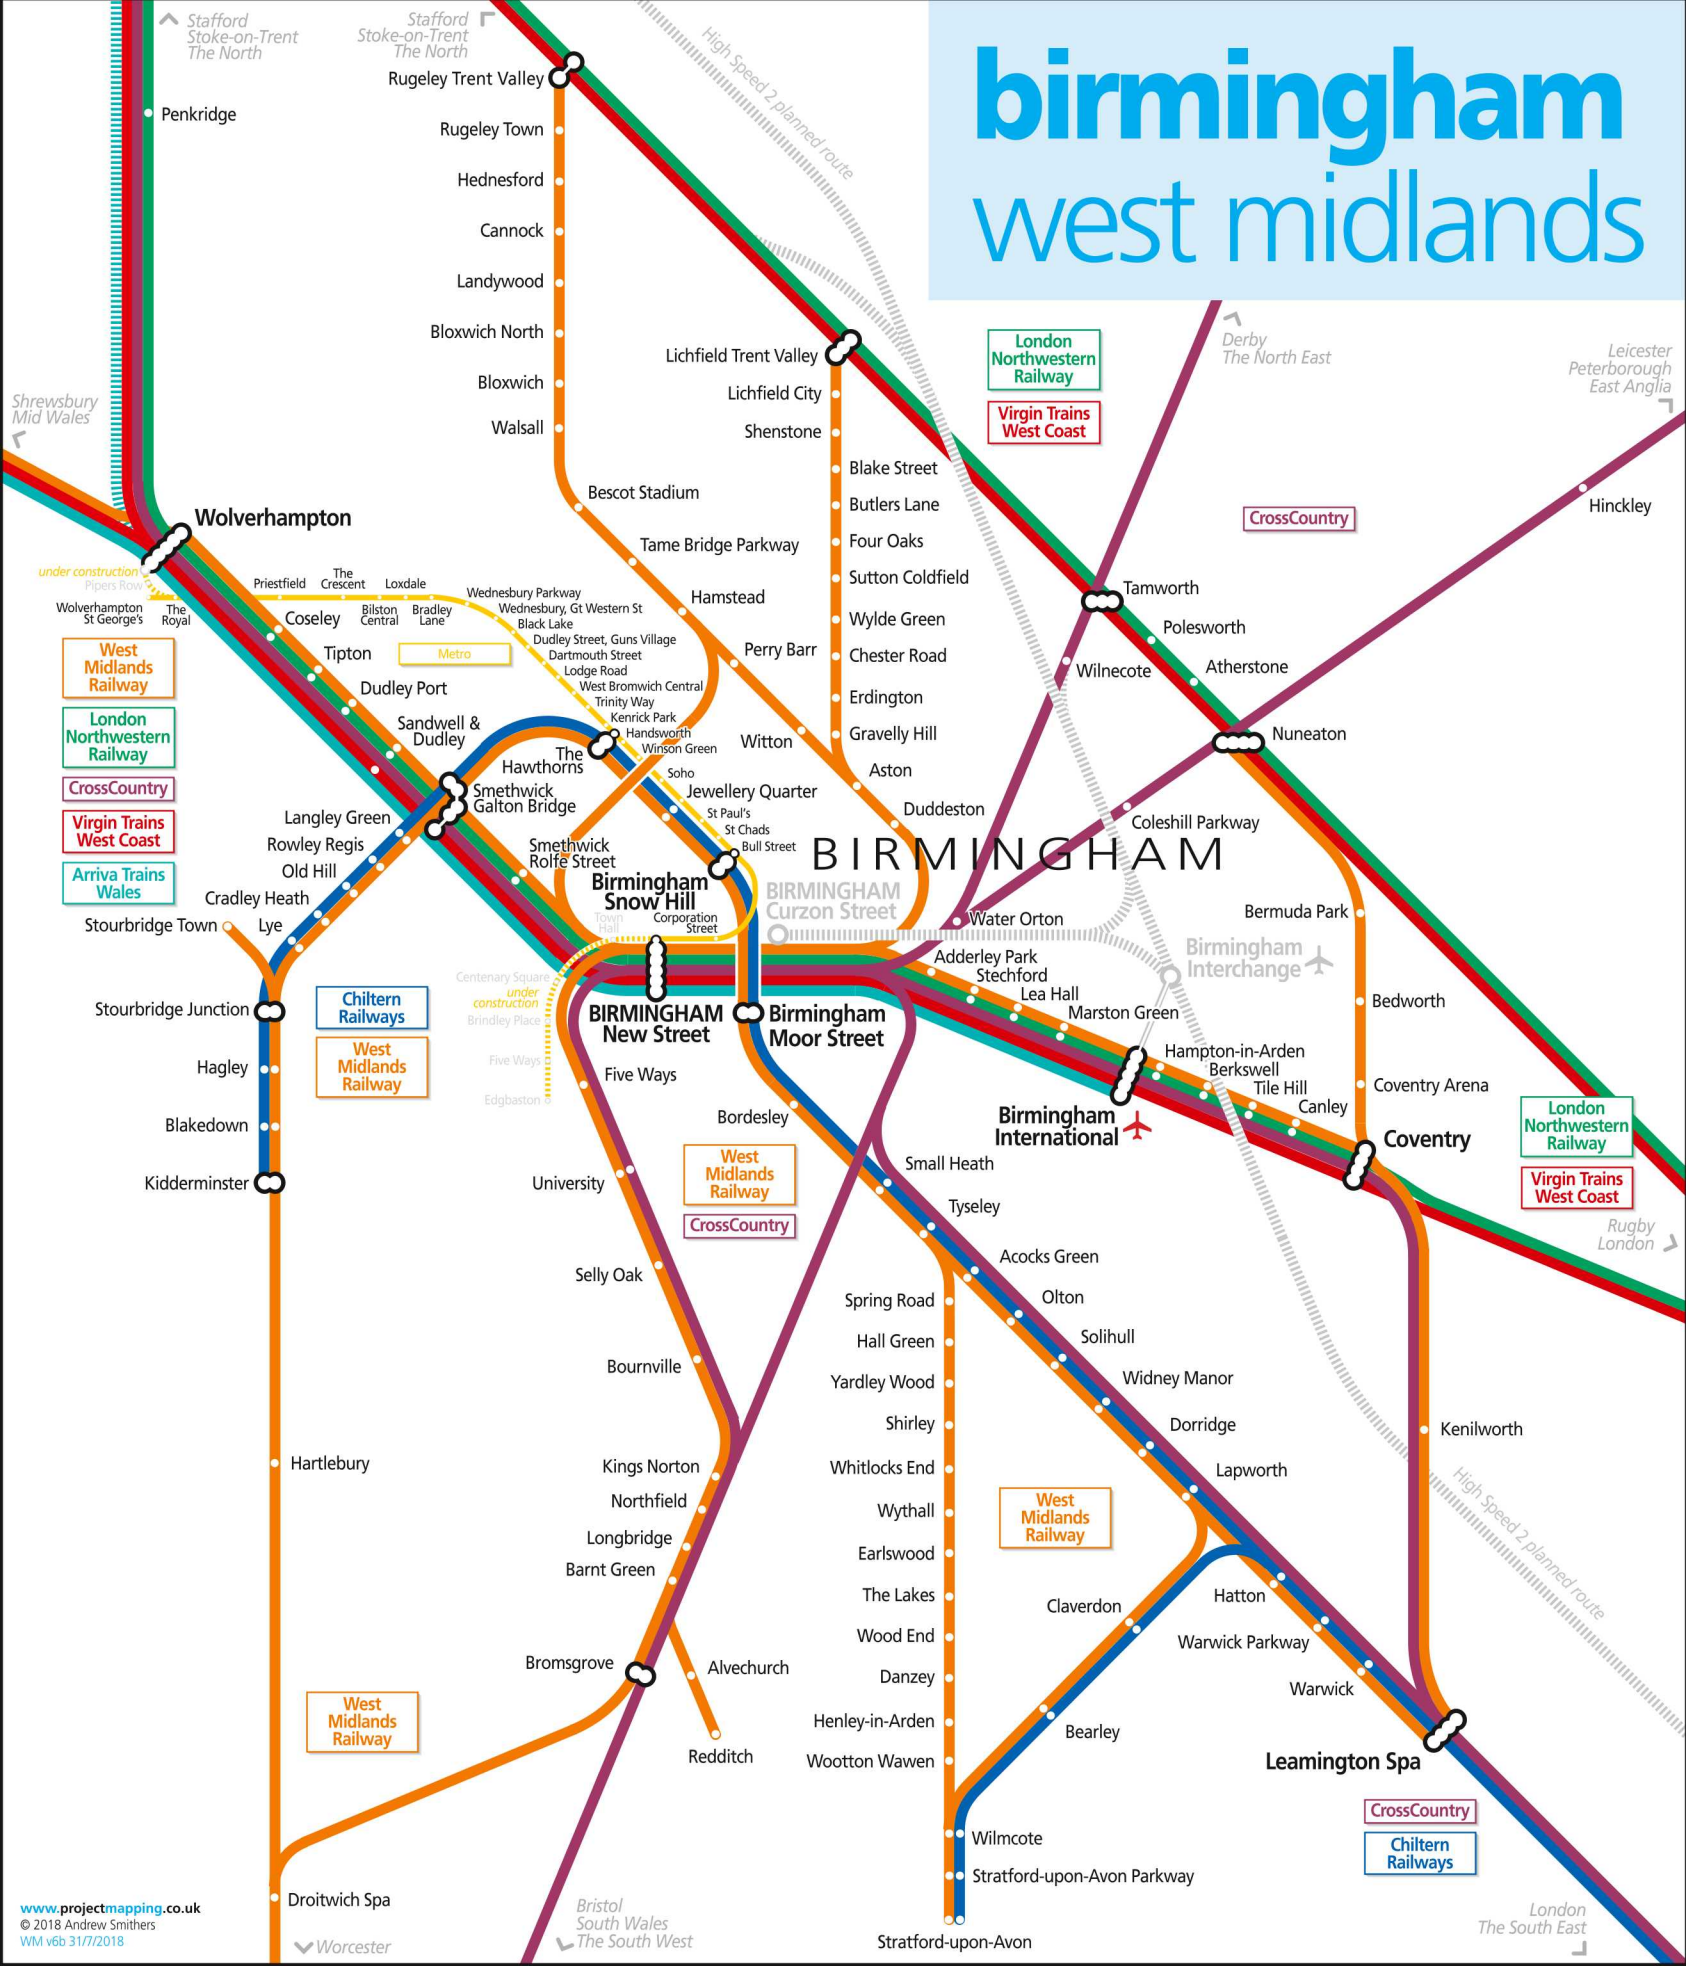 birmingham
west midlands
Stafford
Stoke-on-Trent
The North
Stafford
Stoke-on-Trent
The North
High Speed 2 planned route
Penkridge
Rugeley Trent Valley
Rugeley Town
Hednesford
Cannock
Landywood
Bloxwich North
Bloxwich
Walsall
Bescot Stadium
Tame Bridge Parkway
Hamstead
Perry Barr
Witton
Lichfield Trent Valley
Lichfield City
Shenstone
Blake Street
Butlers Lane
Four Oaks
Sutton Coldfield
Wylde Green
Chester Road
Erdington
Gravelly Hill
Aston
Duddeston
London
Northwestern
Railway
Virgin Trains
West Coast
Derby
The North East
Leicester
Peterborough
East Anglia
CrossCountry
Hinckley
Tamworth
Polesworth
Wilnecote
Atherstone
Nuneaton
Coleshill Parkway
Water Orton
Bermuda Park
Bedworth
Coventry Arena
Shrewsbury
Mid Wales
Wolverhampton
under construction
Pipers Row
Wolverhampton
St George's
The
Royal
Priestfield
The
Crescent
Loxdale
Bilston
Central
Bradley
Lane
Wednesbury Parkway
Wednesbury, Gt Western St
Black Lake
Dudley Street, Guns Village
Dartmouth Street
Lodge Road
West Bromwich Central
Trinity Way
Kenrick Park
Handsworth
Winson Green
Soho
Jewellery Quarter
St Paul's
St Chads
Bull Street
Metro
Coseley
Tipton
Dudley Port
Sandwell &
Dudley
The
Hawthorns
Smethwick
Galton Bridge
Smethwick
Rolfe Street
West
Midlands
Railway
London
Northwestern
Railway
CrossCountry
Virgin Trains
West Coast
Arriva Trains
Wales
Langley Green
Rowley Regis
Old Hill
Cradley Heath
Lye
Stourbridge Town
Stourbridge Junction
Hagley
Blakedown
Kidderminster
Hartlebury
Droitwich Spa
Worcester
Chiltern
Railways
West
Midlands
Railway
BIRMINGHAM
Birmingham
Snow Hill
Town
Hall
Corporation
Street
BIRMINGHAM
Curzon Street
Centenary Square
under
construction
Brindley Place
Five Ways
Edgbaston
BIRMINGHAM
New Street
Birmingham
Moor Street
Birmingham
Interchange
Adderley Park
Stechford
Lea Hall
Marston Green
Birmingham
International
Hampton-in-Arden
Berkswell
Tile Hill
Canley
Coventry
London
Northwestern
Railway
Virgin Trains
West Coast
Rugby
London
Kenilworth
High Speed 2 planned route
Five Ways
University
Selly Oak
Bournville
Kings Norton
Northfield
Longbridge
Barnt Green
Bromsgrove
Alvechurch
Redditch
West
Midlands
Railway
CrossCountry
Bordesley
Small Heath
Tyseley
Acocks Green
Olton
Solihull
Widney Manor
Dorridge
Lapworth
Hatton
Warwick Parkway
Warwick
Leamington Spa
Spring Road
Hall Green
Yardley Wood
Shirley
Whitlocks End
Wythall
Earlswood
The Lakes
Wood End
Danzey
Henley-in-Arden
Wootton Wawen
Wilmcote
Stratford-upon-Avon Parkway
Stratford-upon-Avon
West
Midlands
Railway
Claverdon
Bearley
CrossCountry
Chiltern
Railways
London
The South East
West
Midlands
Railway
Bristol
South Wales
The South West
www.projectmapping.co.uk
© 2018 Andrew Smithers
WM v6b 31/7/2018